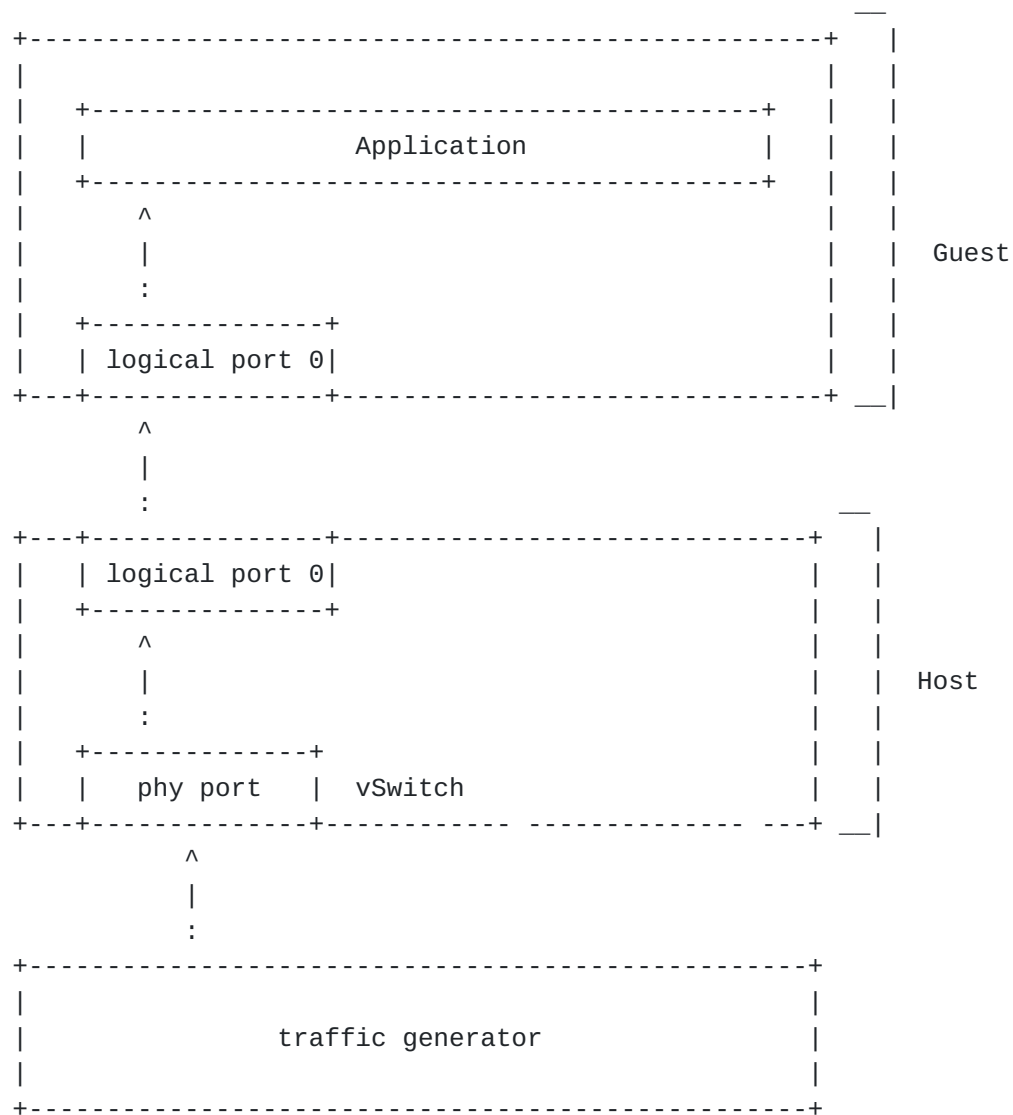 Application
Guest
logical port 0
logical port 0
Host
phy port vSwitch
traffic generator